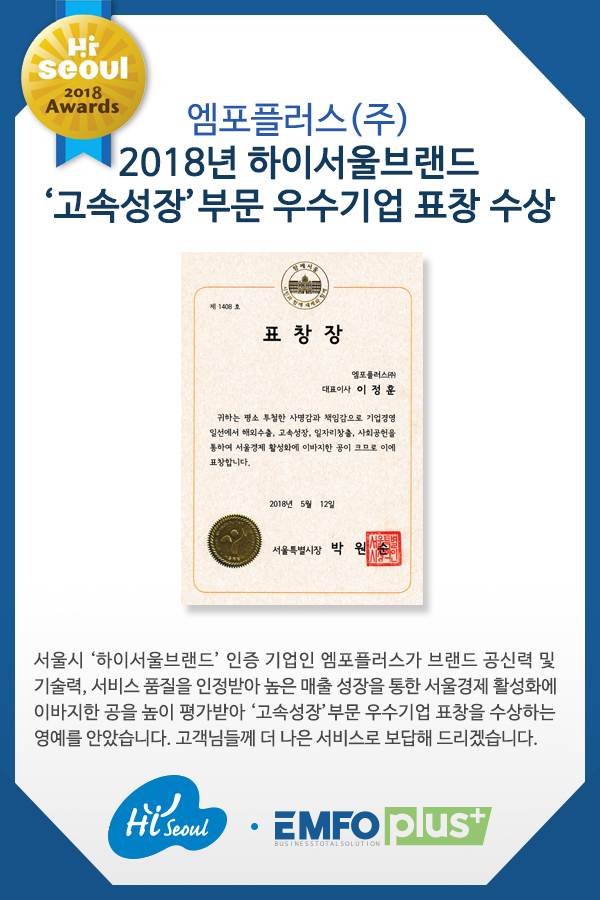 Hi
seoul
2018
Awards
엠포플러스(주)
2018년 하이서울브랜드
‘고속성장’ 부문 우수기업 표창 수상
함께서울
시민과 함께 세계와 함께
제 1408 호
표 창 장
엠포플러스㈜
대표이사 이 정 훈
귀하는 평소 투철한 사명감과 책임감으로 기업경영
일선에서 해외수출, 고속성장, 일자리창출, 사회공헌을
통하여 서울경제 활성화에 이바지한 공이 크므로 이에
표창합니다.
2018년 5월 12일
서울특별시장 박 원 순
서울시 ‘하이서울브랜드’ 인증 기업인 엠포플러스가 브랜드 공신력 및
기술력, 서비스 품질을 인정받아 높은 매출 성장을 통한 서울경제 활성화에
이바지한 공을 높이 평가받아 ‘고속성장’부문 우수기업 표창을 수상하는
영예를 안았습니다. 고객님들께 더 나은 서비스로 보답해 드리겠습니다.
Hi Seoul · EMFO plus+
BUSINESS TOTAL SOLUTION